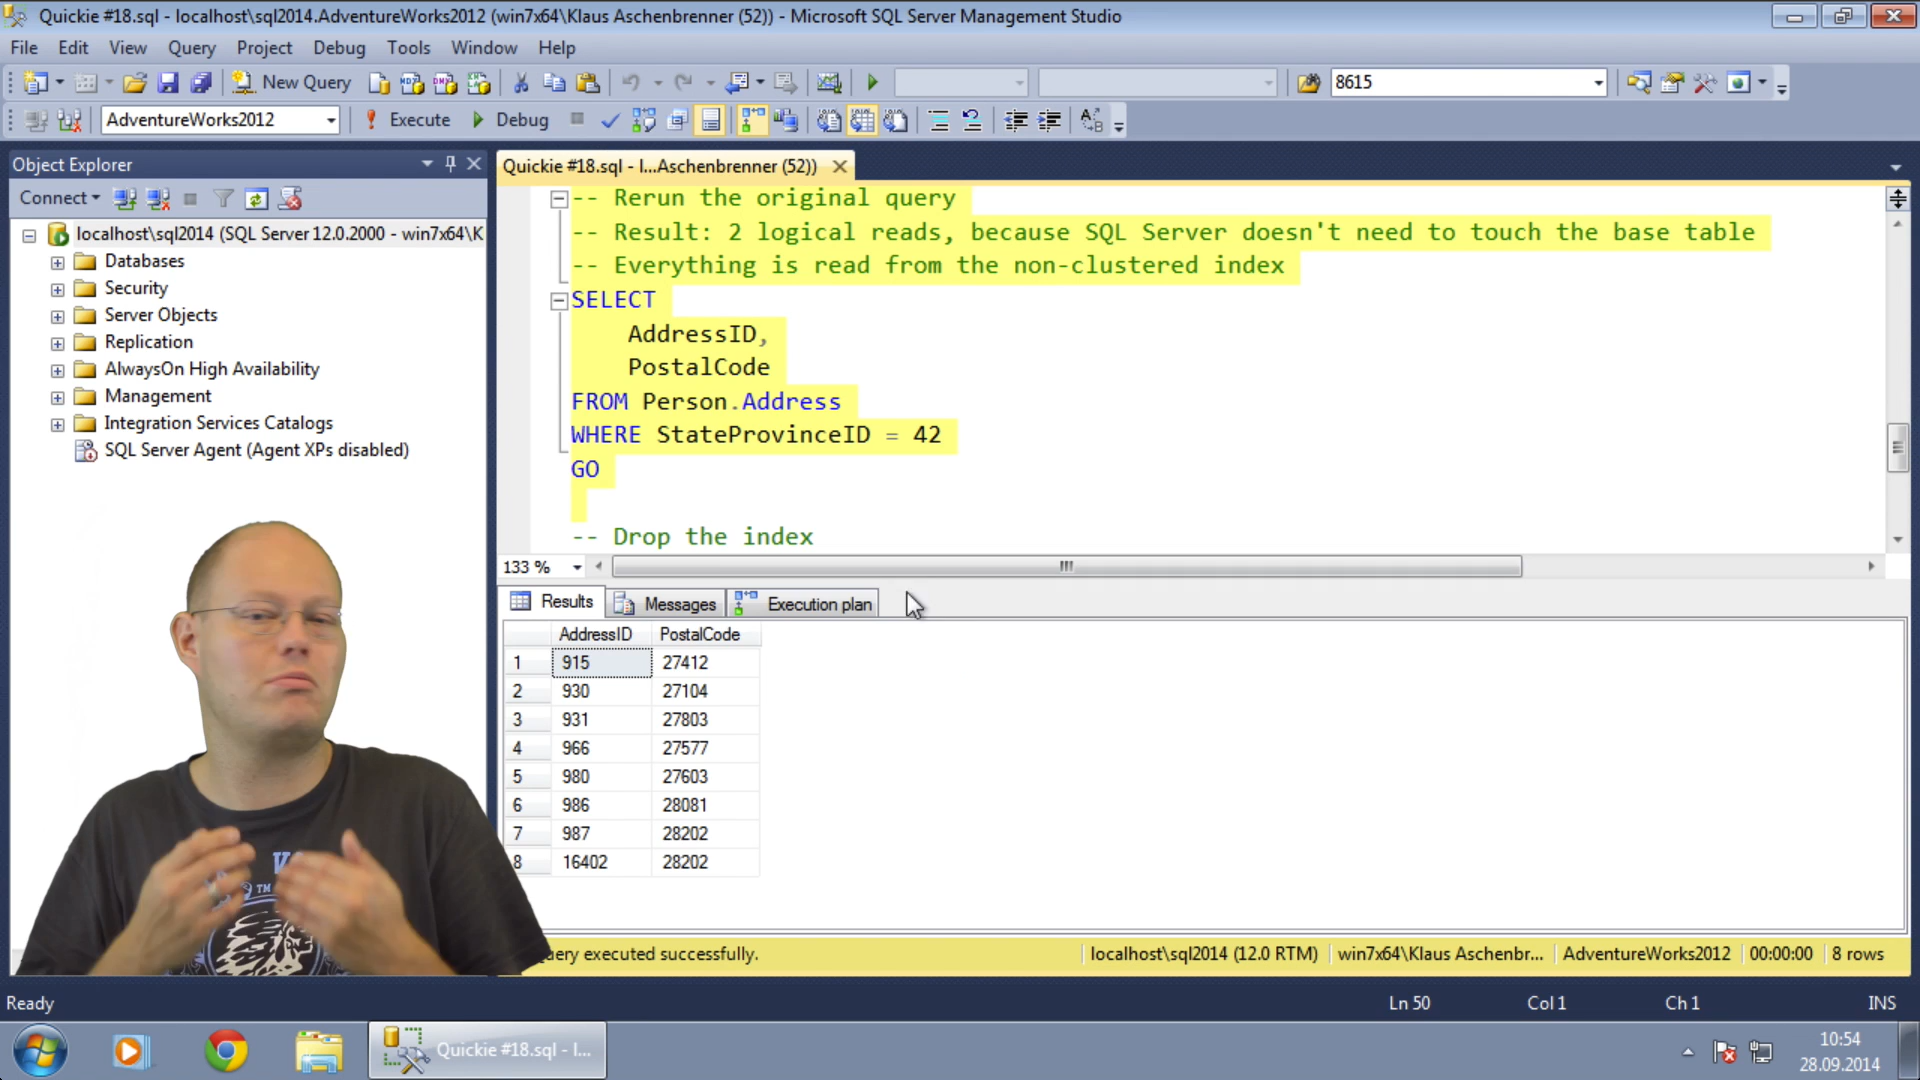 Quickie #18.sql - localhost\sql2014.AdventureWorks2012 (win7x64\Klaus Aschenbrenner (52)) - Microsoft SQL Server Management Studio
File Edit View Query Project Debug Tools Window Help
New Query 8615
AdventureWorks2012 Execute Debug
Object Explorer
Connect
localhost\sql2014 (SQL Server 12.0.2000 - win7x64\K
Databases
Security
Server Objects
Replication
AlwaysOn High Availability
Management
Integration Services Catalogs
SQL Server Agent (Agent XPs disabled)
Quickie #18.sql - l...Aschenbrenner (52))
-- Rerun the original query
-- Result: 2 logical reads, because SQL Server doesn't need to touch the base table
-- Everything is read from the non-clustered index
SELECT
AddressID,
PostalCode
FROM Person.Address
WHERE StateProvinceID = 42
GO
-- Drop the index
133 %
Results Messages Execution plan
AddressID PostalCode
1 915 27412
2 930 27104
3 931 27803
4 966 27577
5 980 27603
6 986 28081
7 987 28202
8 16402 28202
executed successfully.
localhost\sql2014 (12.0 RTM) win7x64\Klaus Aschenbr... AdventureWorks2012 00:00:00 8 rows
Ready Ln 50 Col 1 Ch 1 INS
Quickie #18.sql - l...
10:54
28.09.2014